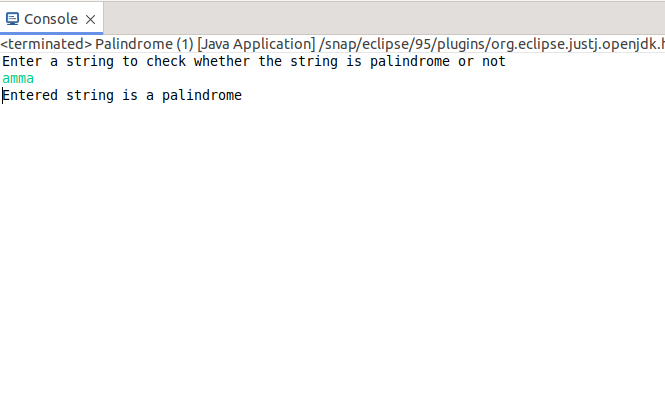 Console
<terminated> Palindrome (1) [Java Application] /snap/eclipse/95/plugins/org.eclipse.justj.openjdk.h
Enter a string to check whether the string is palindrome or not
amma
Entered string is a palindrome